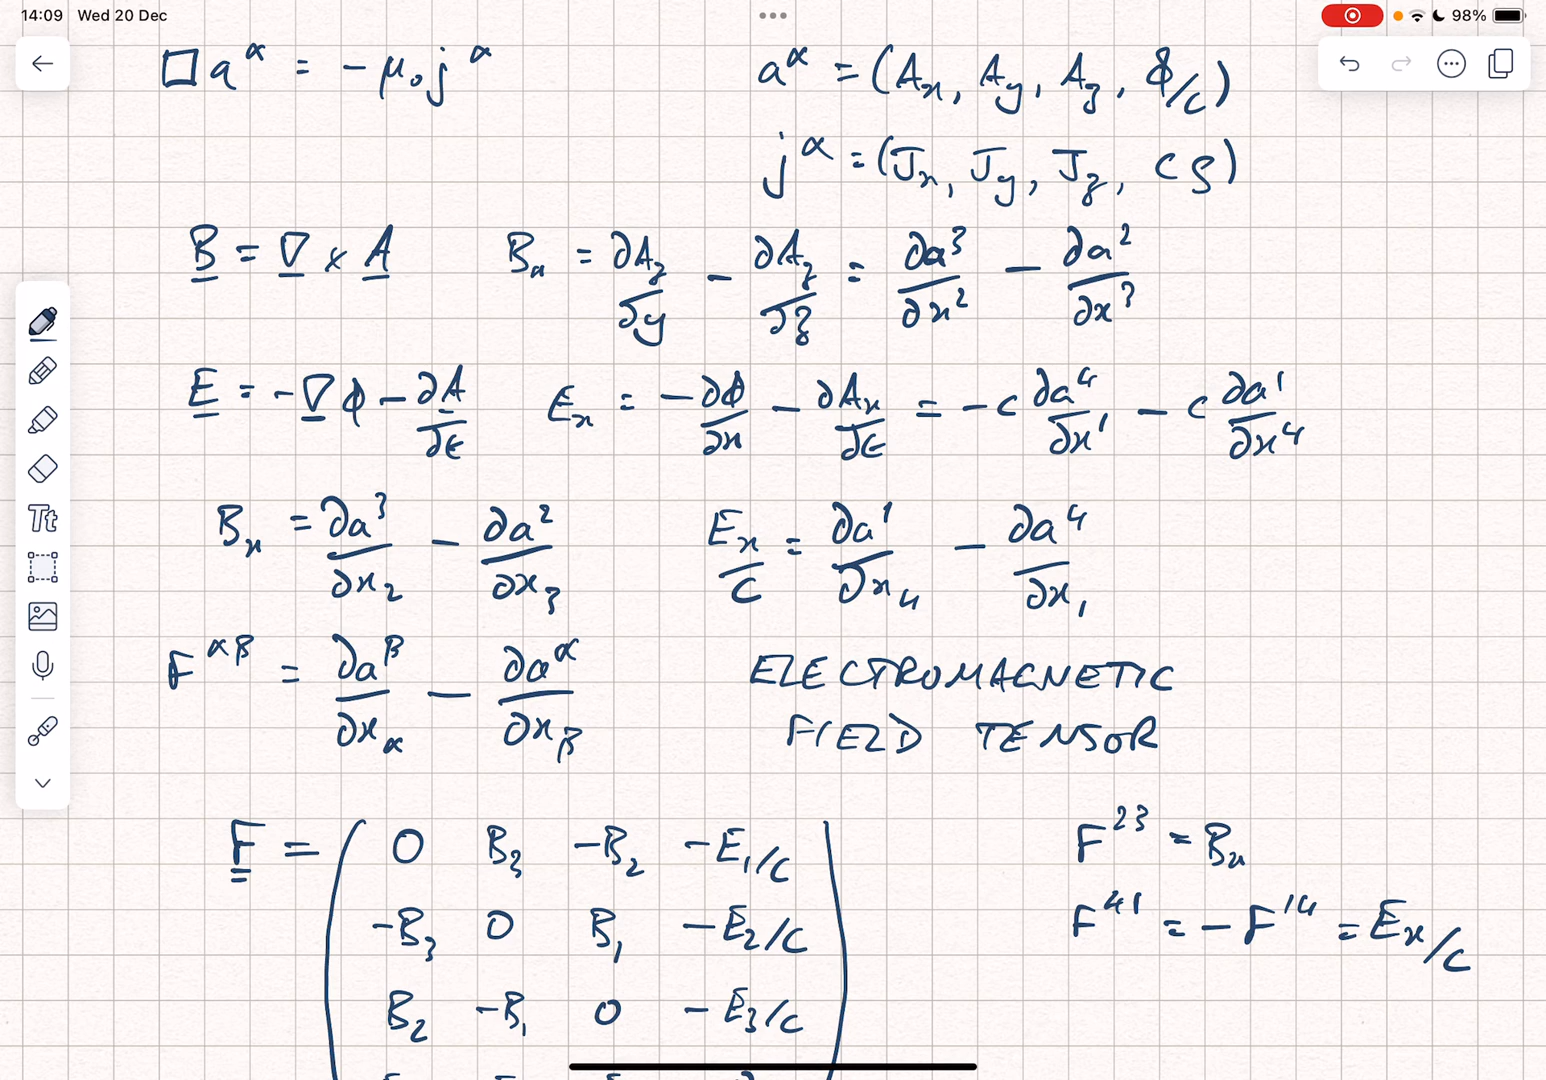 14:09 Wed 20 Dec 98%
□a^α = -μ₀j^α a^α = (A_x, A_y, A_z, ϕ/c)
j^α = (J_x, J_y, J_z, cρ)
B = ∇ × A B_x = ∂A_z/∂y - ∂A_z/∂z = ∂a³/∂x² - ∂a²/∂x³
E = -∇ϕ - ∂A/∂t E_x = -∂ϕ/∂x - ∂A_x/∂t = -c ∂a⁴/∂x¹ - c ∂a¹/∂x⁴
B_x = ∂a³/∂x₂ - ∂a²/∂x₃ E_x/c = ∂a¹/∂x₄ - ∂a⁴/∂x₁
F^αβ = ∂a^β/∂x_α - ∂a^α/∂x_β ELECTROMAGNETIC
FIELD TENSOR
F = ( 0 B₃ -B₂ -E₁/c F²³ = B_x
-B₃ 0 B₁ -E₂/c F⁴¹ = -F¹⁴ = E_x/c
B₂ -B₁ 0 -E₃/c )
Tt